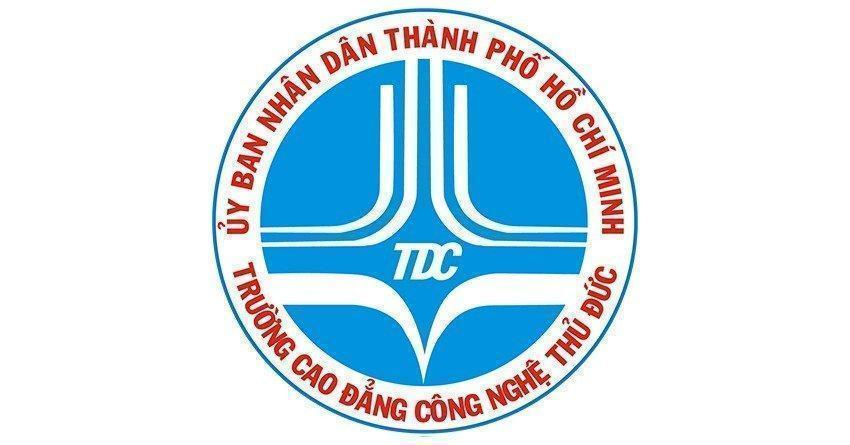 ỦY BAN NHÂN DÂN THÀNH PHỐ HỒ CHÍ MINH
TDC
TRƯỜNG CAO ĐẲNG CÔNG NGHỆ THỦ ĐỨC